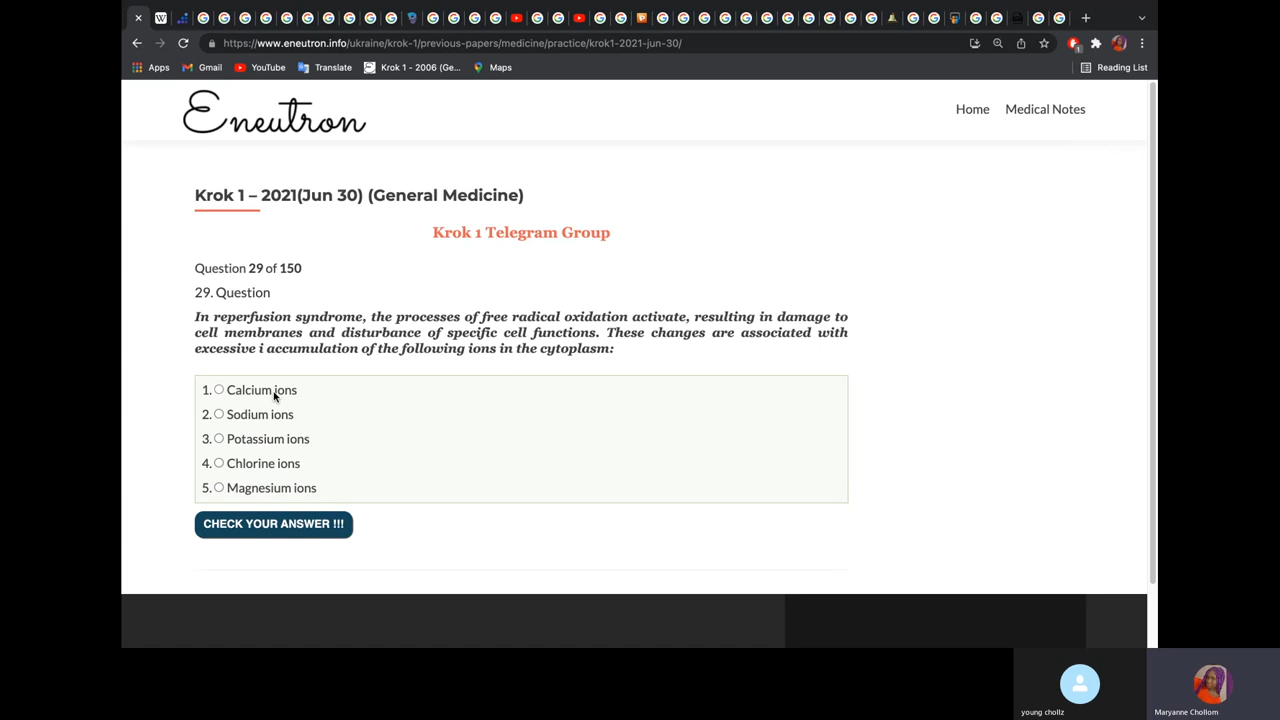 https://www.eneutron.info/ukraine/krok-1/previous-papers/medicine/practice/krok1-2021-jun-30/
Apps Gmail YouTube Translate Krok 1 - 2006 (Ge... Maps Reading List
Eneutron
Home Medical Notes
Krok 1 – 2021(Jun 30) (General Medicine)
Krok 1 Telegram Group
Question 29 of 150
29. Question
In reperfusion syndrome, the processes of free radical oxidation activate, resulting in damage to
cell membranes and disturbance of specific cell functions. These changes are associated with
excessive i accumulation of the following ions in the cytoplasm:
1. Calcium ions
2. Sodium ions
3. Potassium ions
4. Chlorine ions
5. Magnesium ions
CHECK YOUR ANSWER !!!
young chollz
Maryanne Chollom